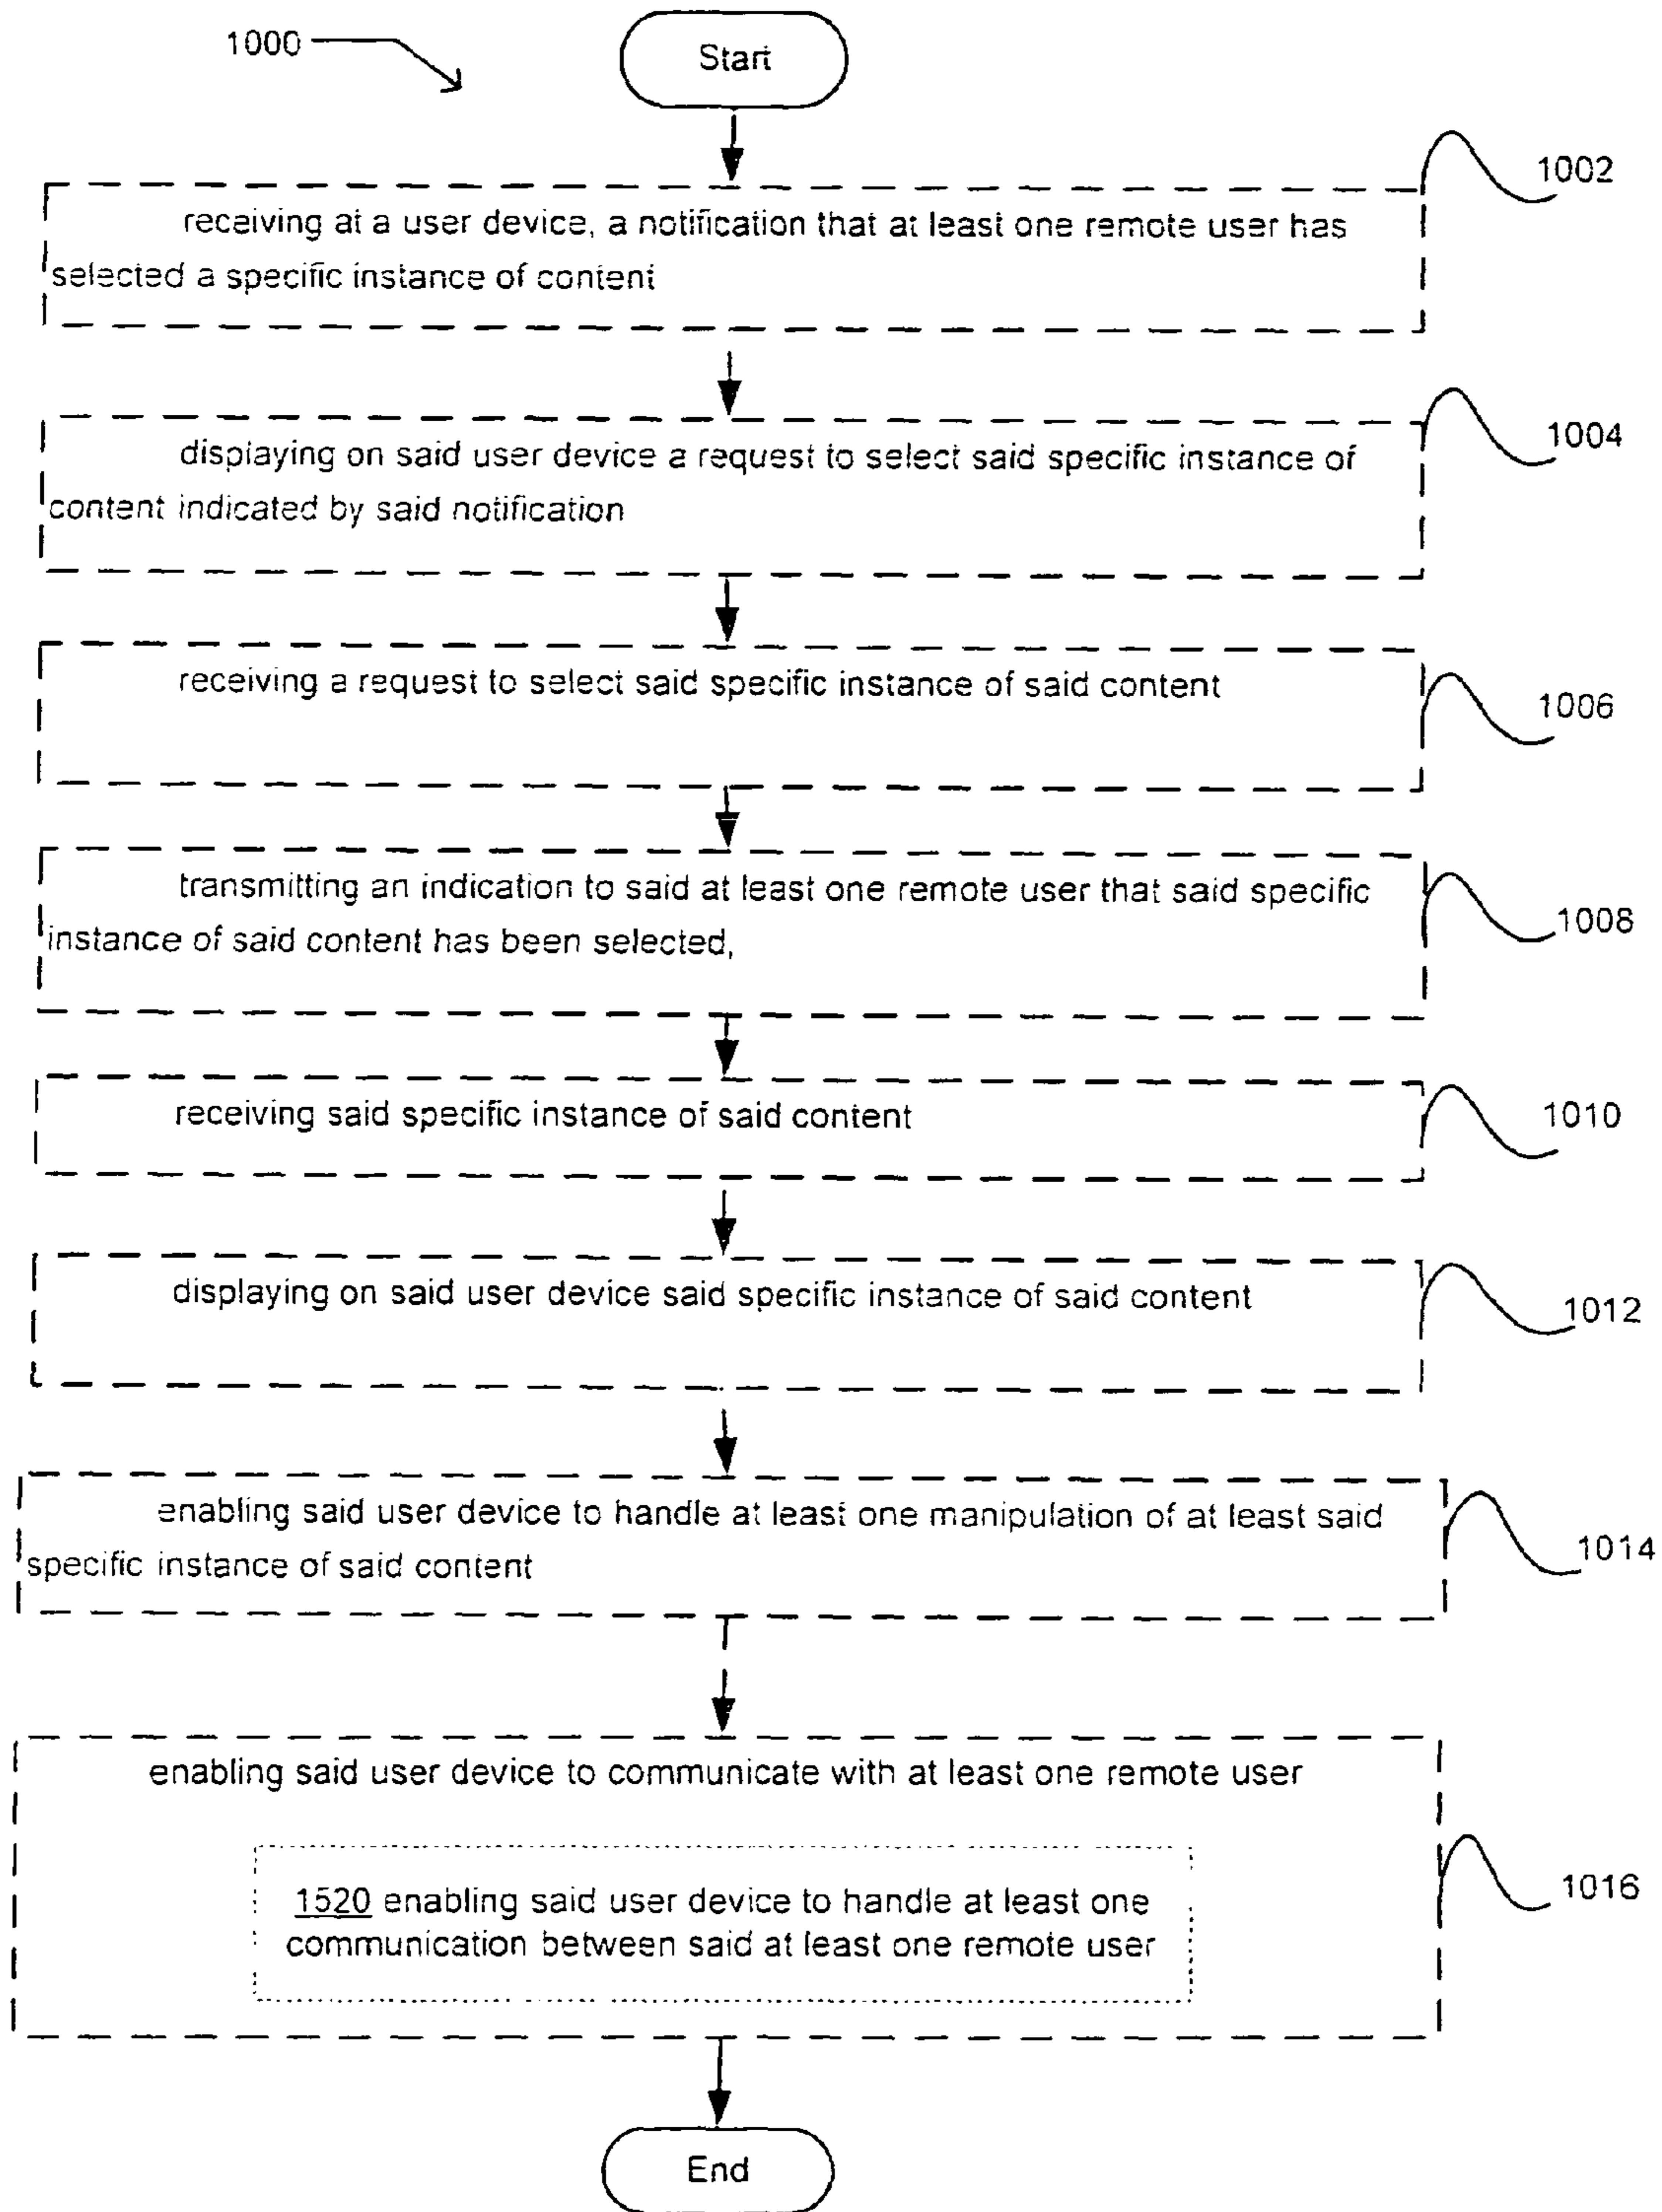 1000
Start
1002
receiving at a user device, a notification that at least one remote user has
selected a specific instance of content
1004
displaying on said user device a request to select said specific instance of
content indicated by said notification
1006
receiving a request to select said specific instance of said content
1008
transmitting an indication to said at least one remote user that said specific
instance of said content has been selected,
1010
receiving said specific instance of said content
1012
displaying on said user device said specific instance of said content
1014
enabling said user device to handle at least one manipulation of at least said
specific instance of said content
enabling said user device to communicate with at least one remote user
1016
1520 enabling said user device to handle at least one
communication between said at least one remote user
End